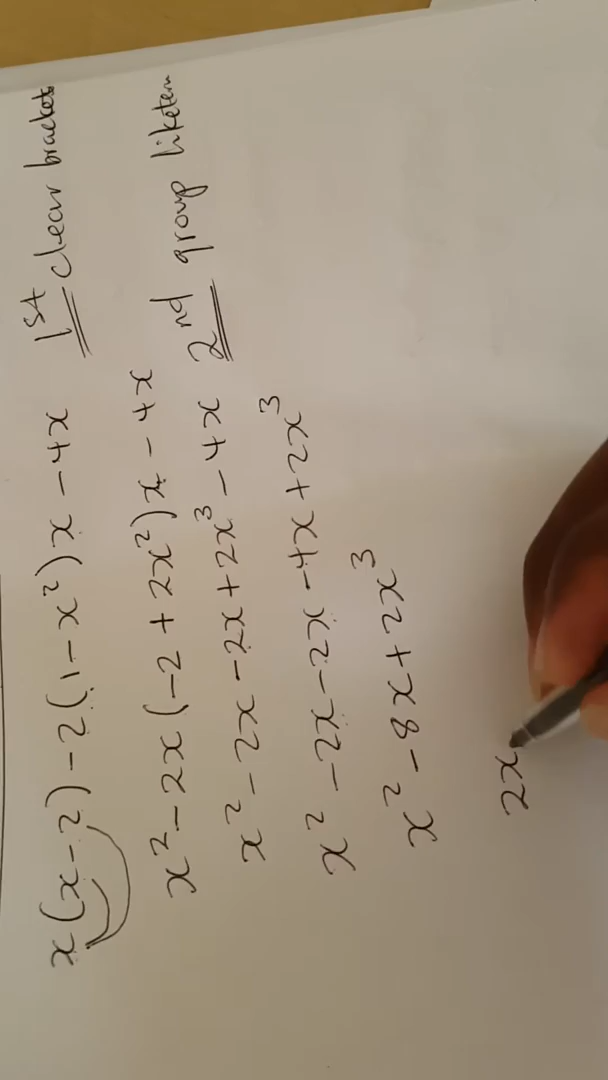 x(x-2)-2(1-x²)x-4x 1st clear brackets
x²-2x(-2+2x²)x-4x
x²-2x-2x+2x³-4x 2nd group liketerm
x²-2x-2x-4x+2x³
x²-8x+2x³
2x